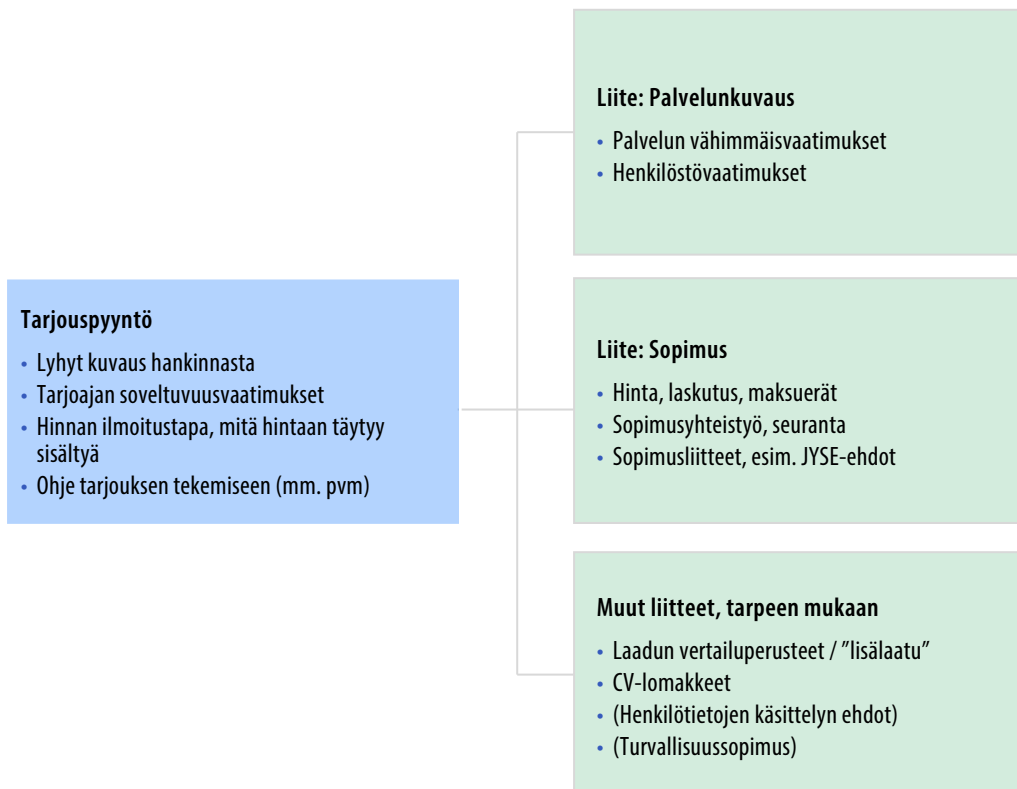 Tarjouspyyntö
• Lyhyt kuvaus hankinnasta
• Tarjoajan soveltuvuusvaatimukset
• Hinnan ilmoitustapa, mitä hintaan täytyy
sisältyä
• Ohje tarjouksen tekemiseen (mm. pvm)
Liite: Palvelunkuvaus
• Palvelun vähimmäisvaatimukset
• Henkilöstövaatimukset
Liite: Sopimus
• Hinta, laskutus, maksuerät
• Sopimusyhteistyö, seuranta
• Sopimusliitteet, esim. JYSE-ehdot
Muut liitteet, tarpeen mukaan
• Laadun vertailuperusteet / ”lisälaatu”
• CV-lomakkeet
• (Henkilötietojen käsittelyn ehdot)
• (Turvallisuussopimus)